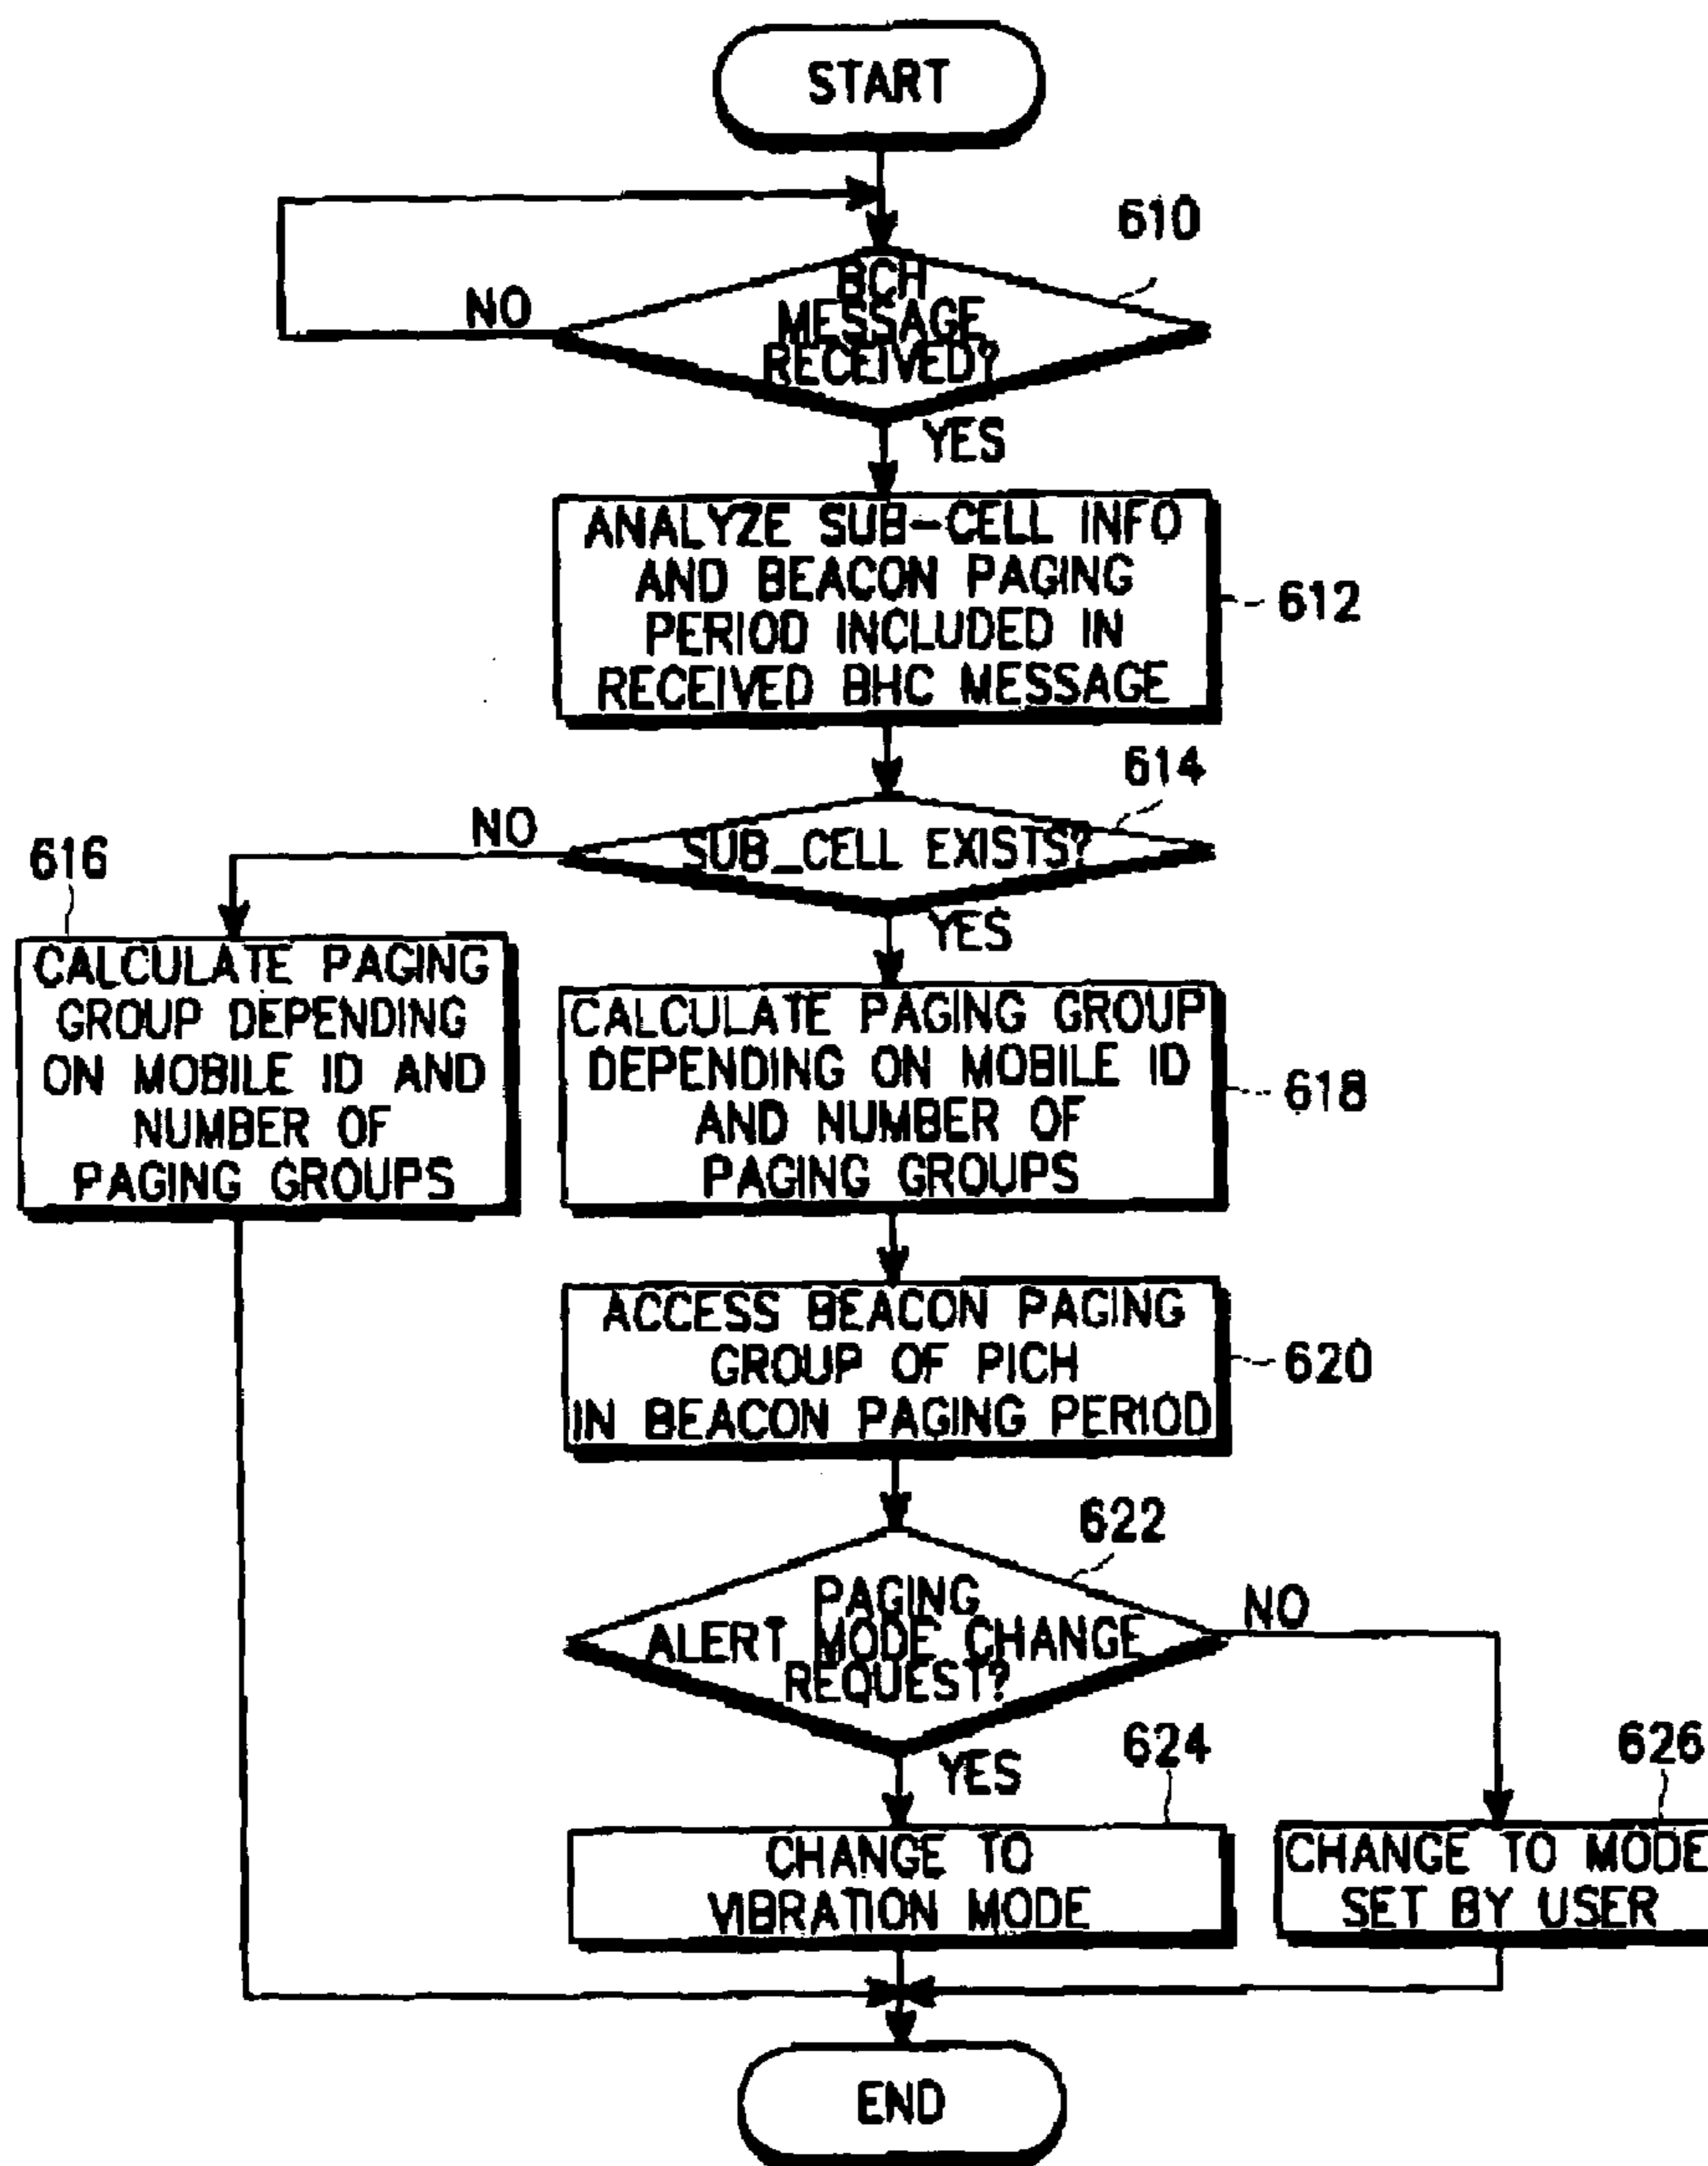 START
610
BCH
MESSAGE
RECEIVED?
NO
YES
ANALYZE SUB-CELL INFO
AND BEACON PAGING
PERIOD INCLUDED IN
RECEIVED BHC MESSAGE
612
614
SUB_CELL EXISTS?
NO
YES
616
CALCULATE PAGING
GROUP DEPENDING
ON MOBILE ID AND
NUMBER OF
PAGING GROUPS
CALCULATE PAGING GROUP
DEPENDING ON MOBILE ID
AND NUMBER OF
PAGING GROUPS
618
ACCESS BEACON PAGING
GROUP OF PICH
IN BEACON PAGING PERIOD
620
622
PAGING
ALERT MODE CHANGE
REQUEST?
NO
YES
624
CHANGE TO
VIBRATION MODE
626
CHANGE TO MODE
SET BY USER
END